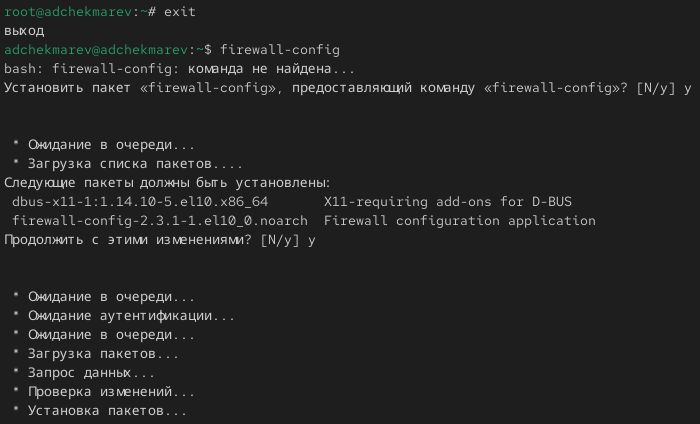 root@adchekmarev:~# exit
выход
adchekmarev@adchekmarev:~$ firewall-config
bash: firewall-config: команда не найдена...
Установить пакет «firewall-config», предоставляющий команду «firewall-config»? [N/y] y
* Ожидание в очереди...
* Загрузка списка пакетов....
Следующие пакеты должны быть установлены:
dbus-x11-1:1.14.10-5.el10.x86_64 X11-requiring add-ons for D-BUS
firewall-config-2.3.1-1.el10_0.noarch Firewall configuration application
Продолжить с этими изменениями? [N/y] y
* Ожидание в очереди...
* Ожидание аутентификации...
* Ожидание в очереди...
* Загрузка пакетов...
* Запрос данных...
* Проверка изменений...
* Установка пакетов...